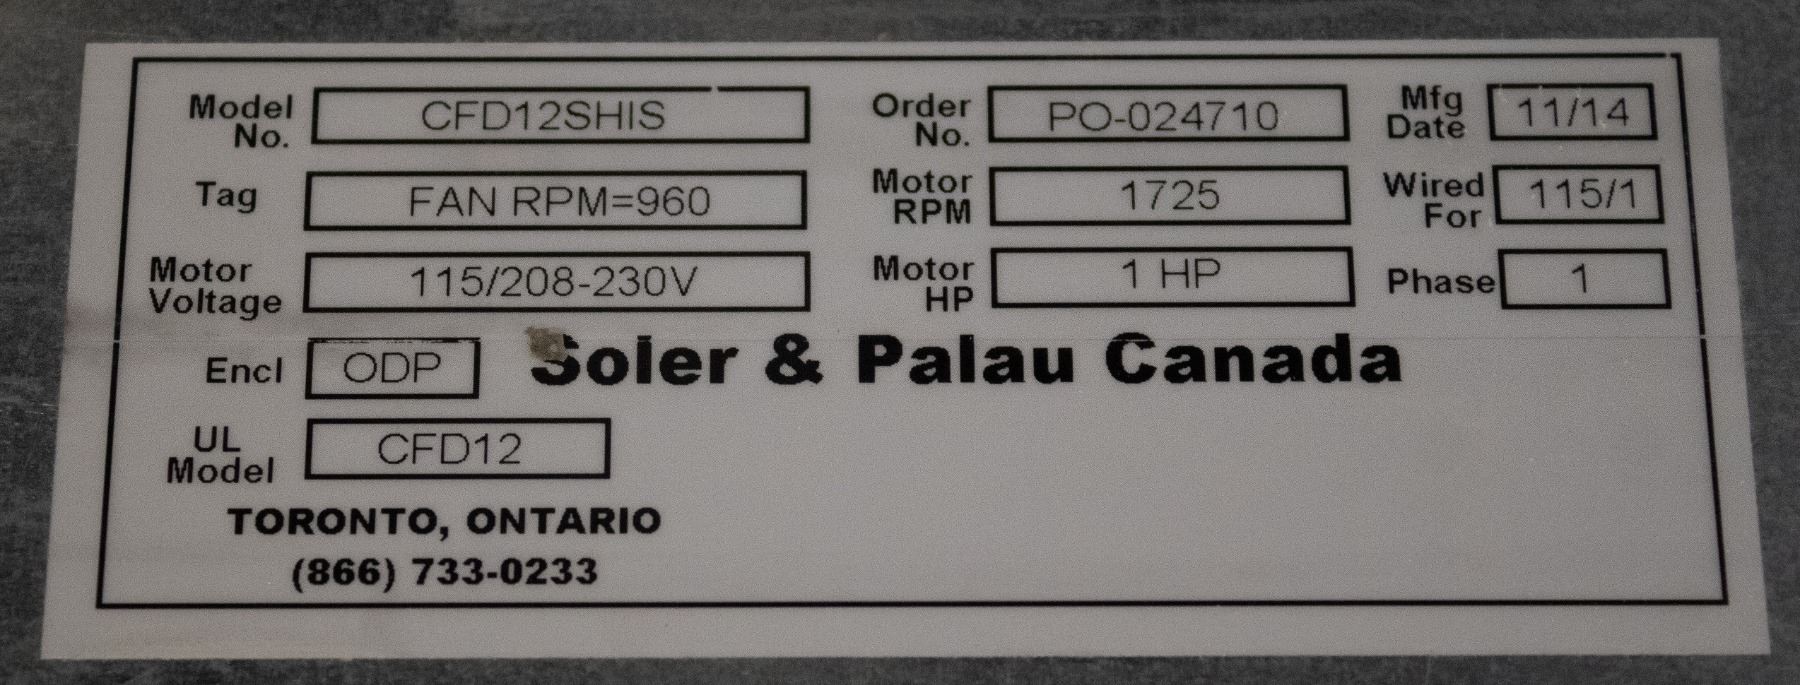 Model No. CFD12SHIS Order No. PO-024710 Mfg Date 11/14
Tag FAN RPM=960 Motor RPM 1725 Wired For 115/1
Motor Voltage 115/208-230V Motor HP 1 HP Phase 1
Encl ODP Soler & Palau Canada
UL Model CFD12
TORONTO, ONTARIO
(866) 733-0233